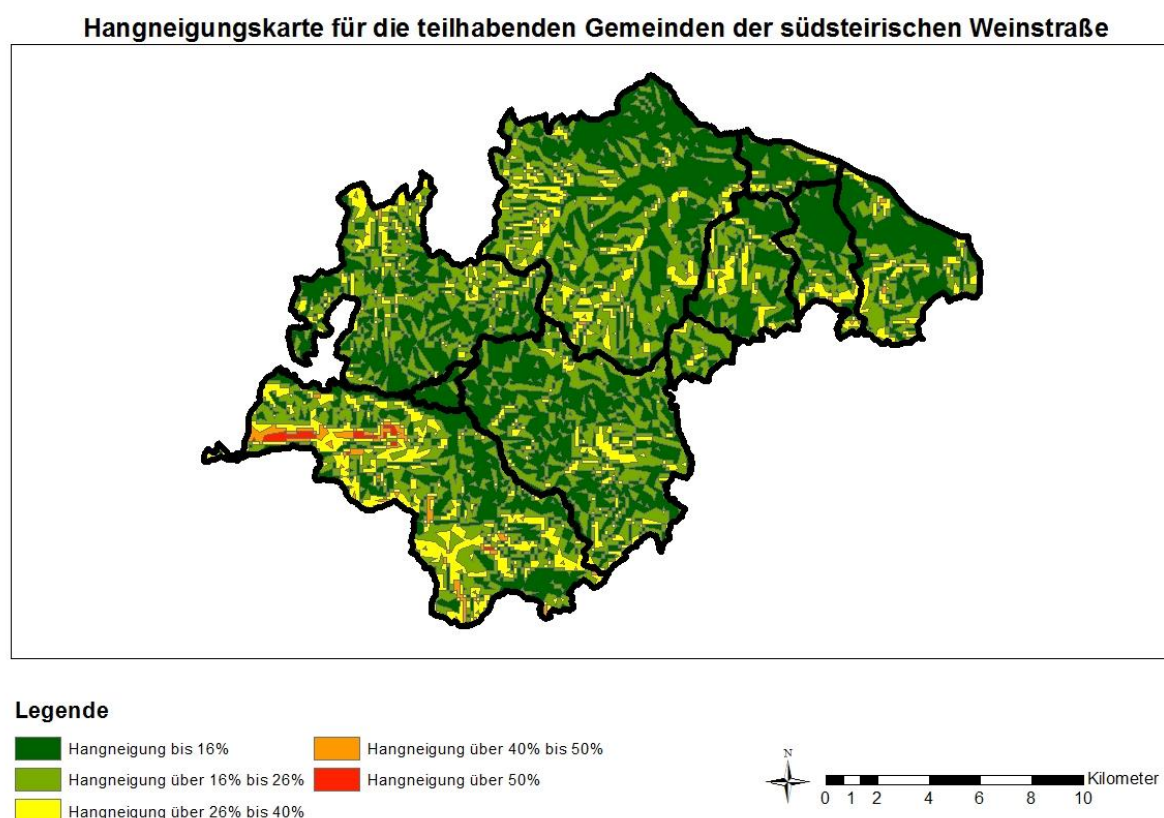 Hangneigungskarte für die teilhabenden Gemeinden der südsteirischen Weinstraße
Legende
Hangneigung bis 16%
Hangneigung über 16% bis 26%
Hangneigung über 26% bis 40%
Hangneigung über 40% bis 50%
Hangneigung über 50%
N
Kilometer
0 1 2 4 6 8 10